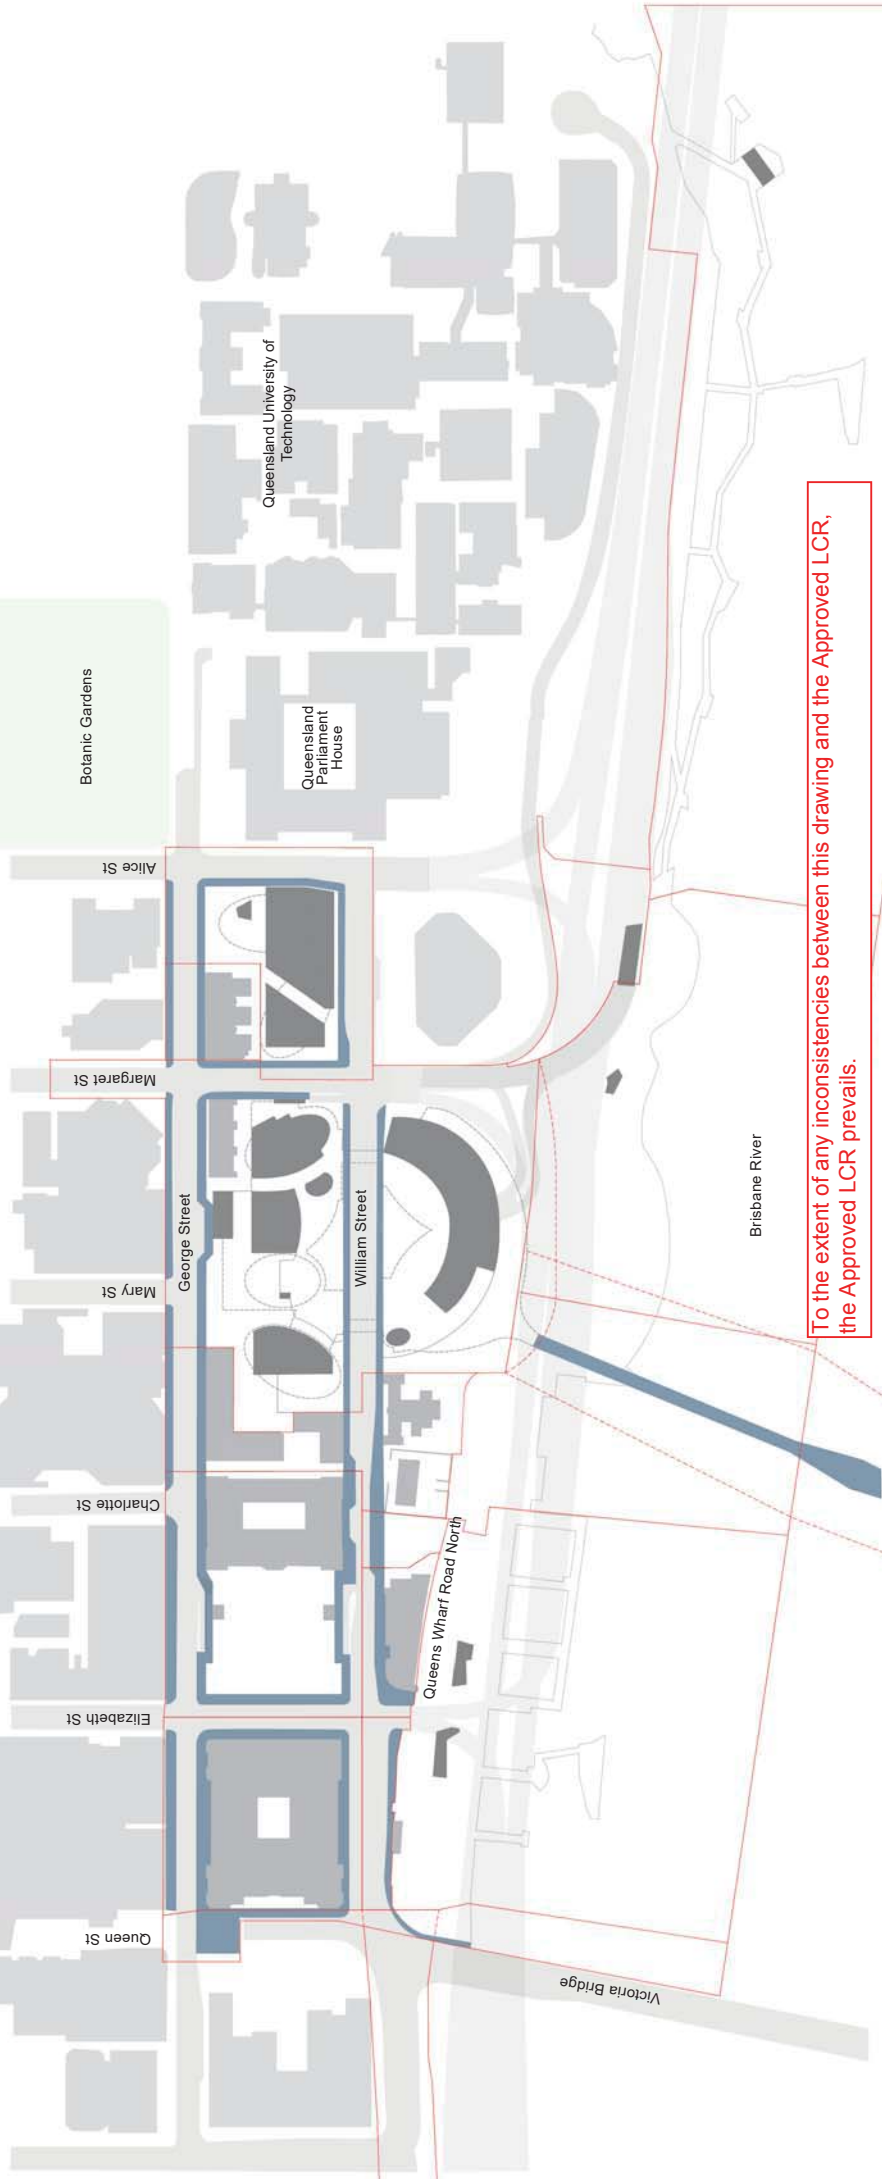 Botanic Gardens
Queensland University of
Technology
Queensland
Parliament
House
Alice St
Margaret St
George Street
William Street
Mary St
Charlotte St
Queens Wharf Road North
Elizabeth St
Queen St
Victoria Bridge
Brisbane River
To the extent of any inconsistencies between this drawing and the Approved LCR,
the Approved LCR prevails.